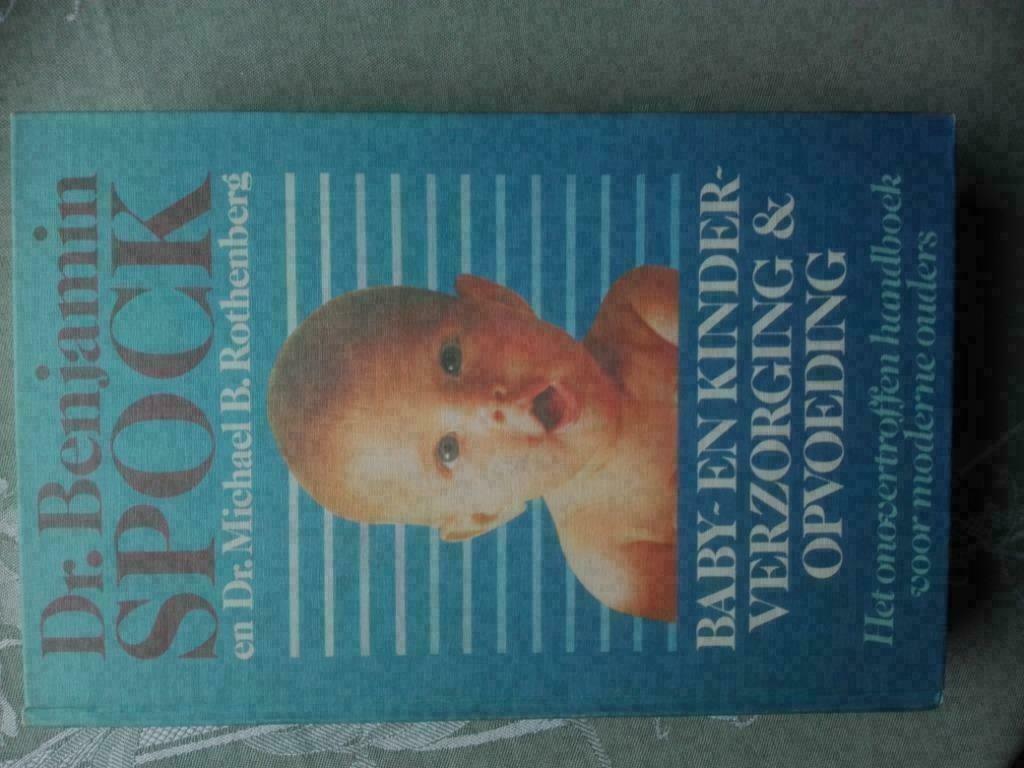 Dr. Benjamin
SPOCK
en Dr. Michael B. Rothenberg
BABY- EN KINDER-
VERZORGING &
OPVOEDING
Het onovertroffen handboek
voor moderne ouders